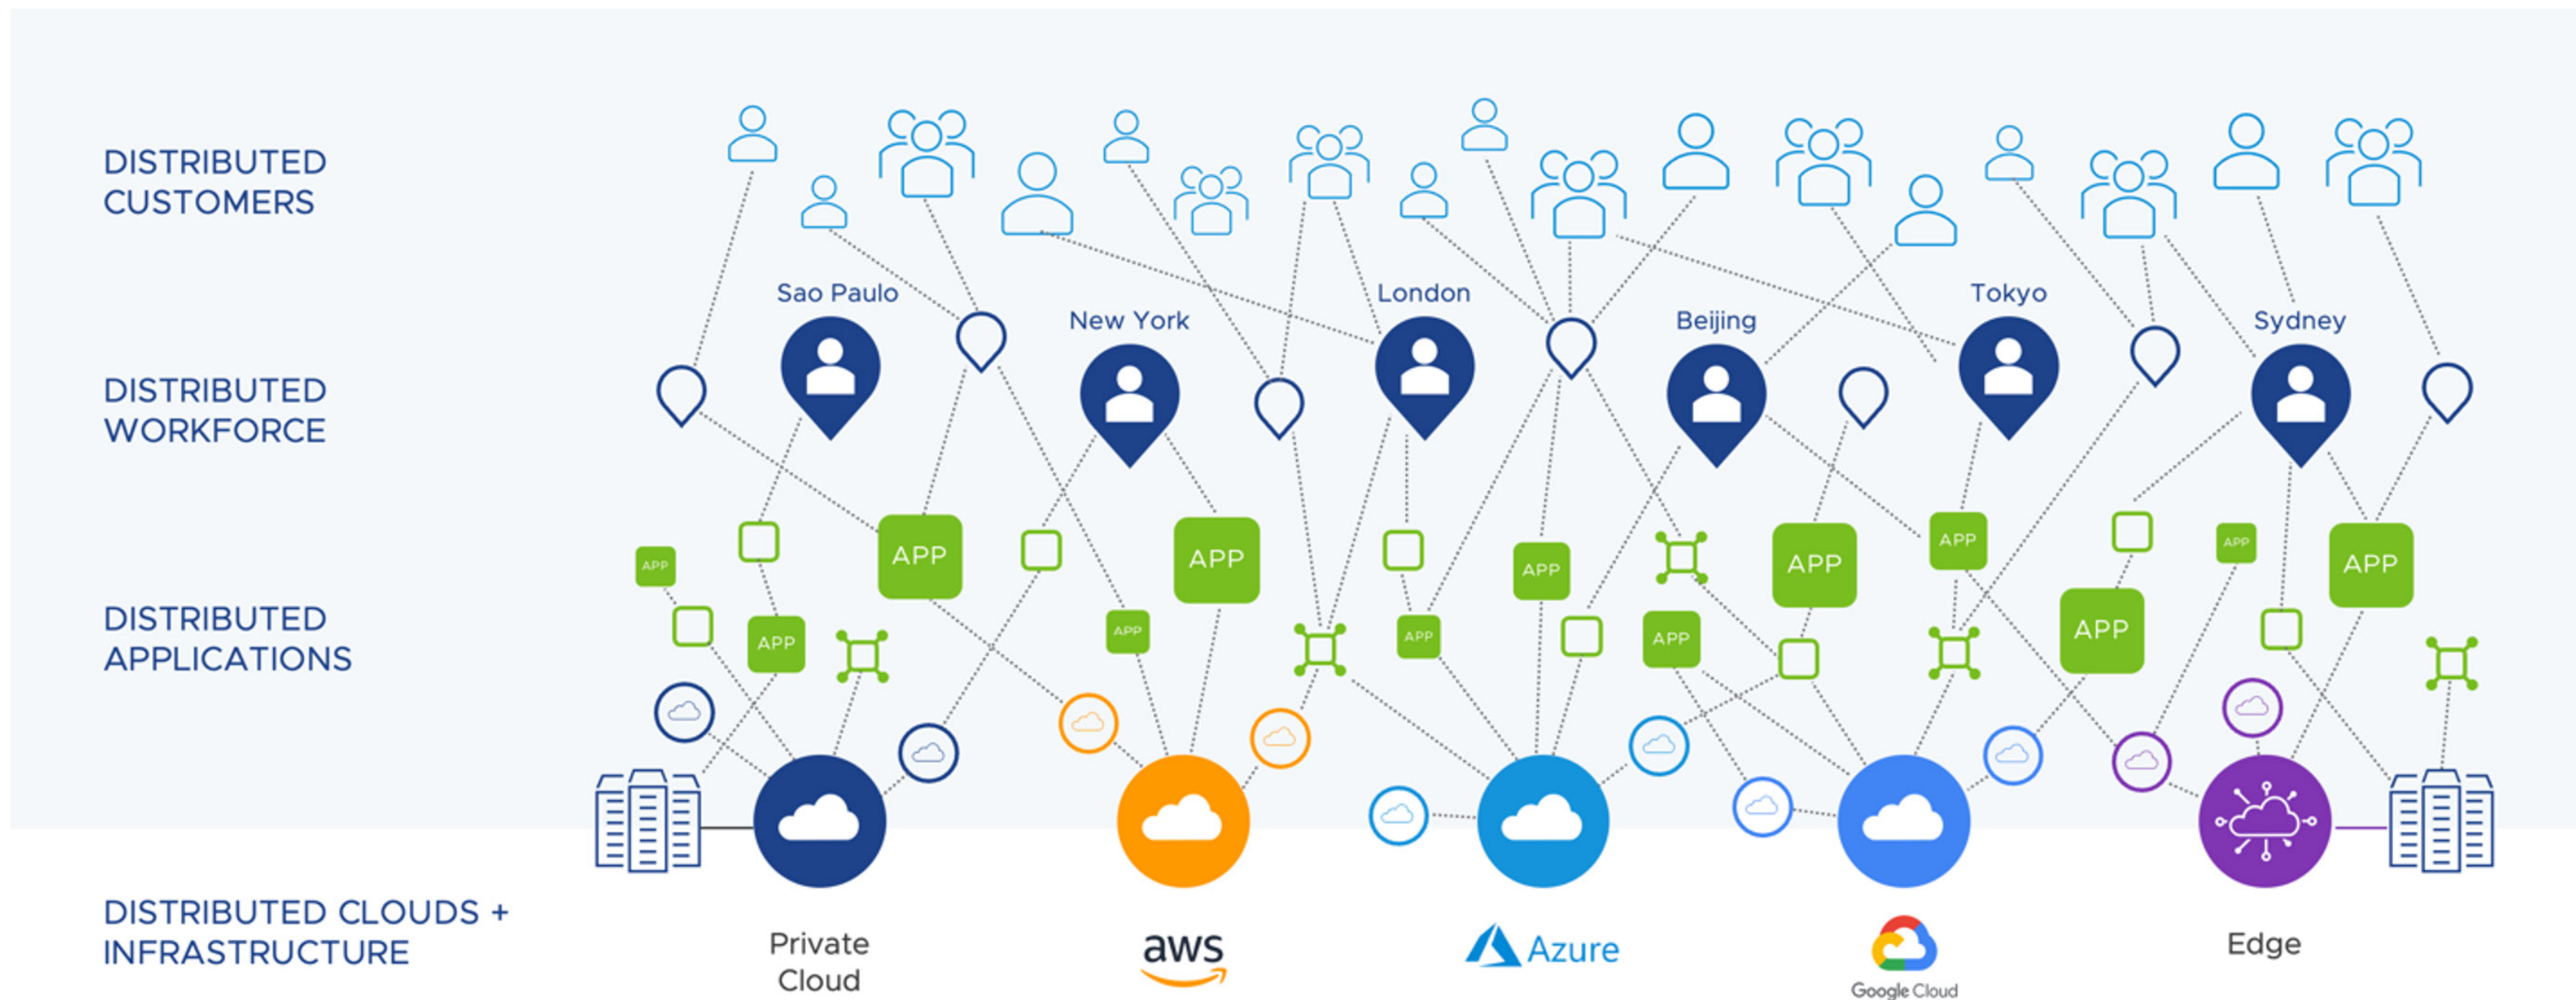 DISTRIBUTED
CUSTOMERS
Sao Paulo
New York
London
Beijing
Tokyo
Sydney
DISTRIBUTED
WORKFORCE
APP
APP
APP
APP
APP
APP
APP
APP
APP
APP
APP
APP
APP
APP
DISTRIBUTED
APPLICATIONS
DISTRIBUTED CLOUDS +
INFRASTRUCTURE
Private
Cloud
aws
Azure
Google Cloud
Edge